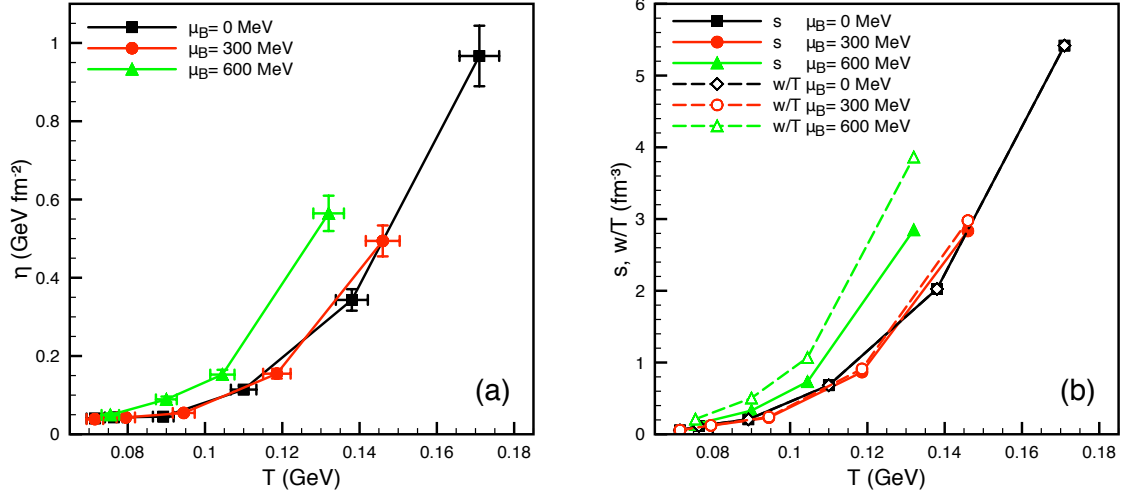 μB= 0 MeV
μB= 300 MeV
μB= 600 MeV
1
0.8
0.6
0.4
0.2
0
η (GeV fm⁻²)
(a)
0.08 0.1 0.12 0.14 0.16 0.18
T (GeV)
s μB= 0 MeV
s μB= 300 MeV
s μB= 600 MeV
w/T μB= 0 MeV
w/T μB= 300 MeV
w/T μB= 600 MeV
6
5
4
3
2
1
0
s, w/T (fm⁻³)
(b)
0.08 0.1 0.12 0.14 0.16 0.18
T (GeV)